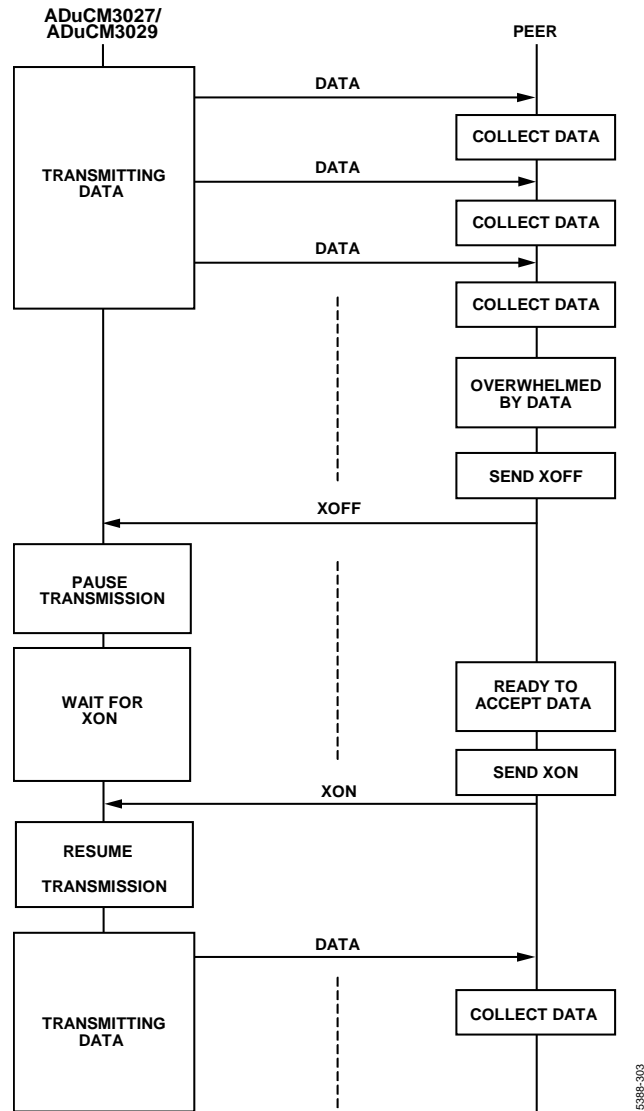 ADuCM3027/
ADuCM3029
PEER
DATA
COLLECT DATA
TRANSMITTING
DATA
DATA
COLLECT DATA
DATA
COLLECT DATA
OVERWHELMED
BY DATA
SEND XOFF
XOFF
PAUSE
TRANSMISSION
WAIT FOR
XON
READY TO
ACCEPT DATA
SEND XON
XON
RESUME
TRANSMISSION
DATA
COLLECT DATA
TRANSMITTING
DATA
5388-303